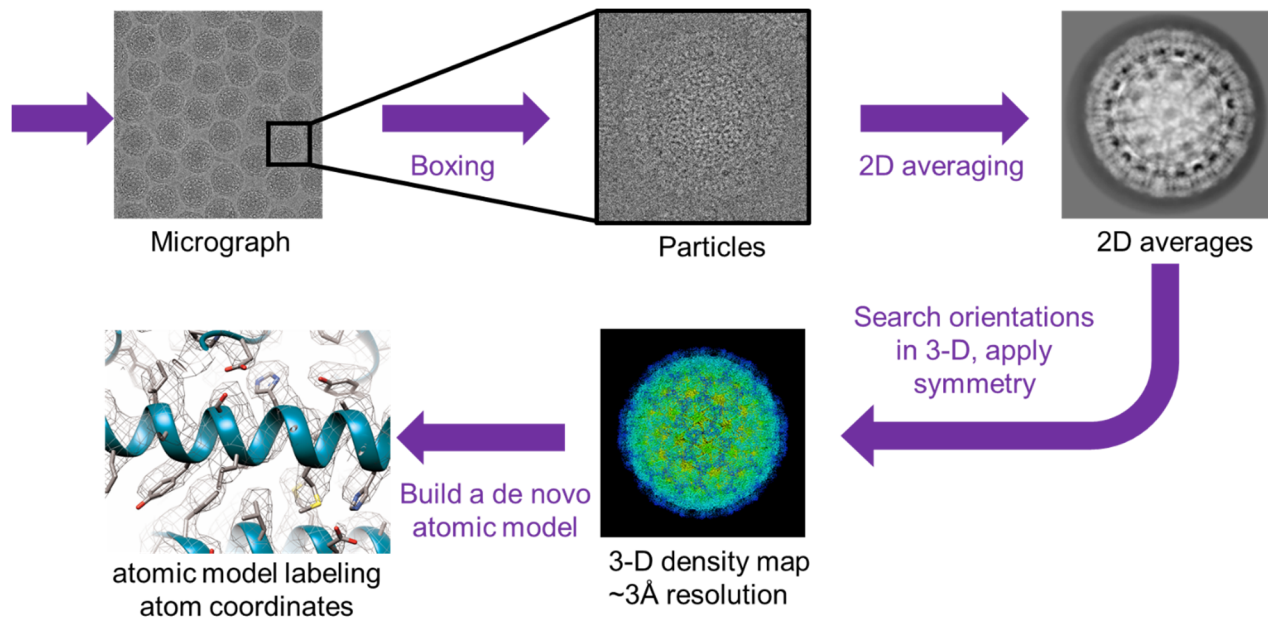 Micrograph
Boxing
Particles
2D averaging
2D averages
Search orientations
in 3-D, apply
symmetry
3-D density map
~3Å resolution
Build a de novo
atomic model
atomic model labeling
atom coordinates